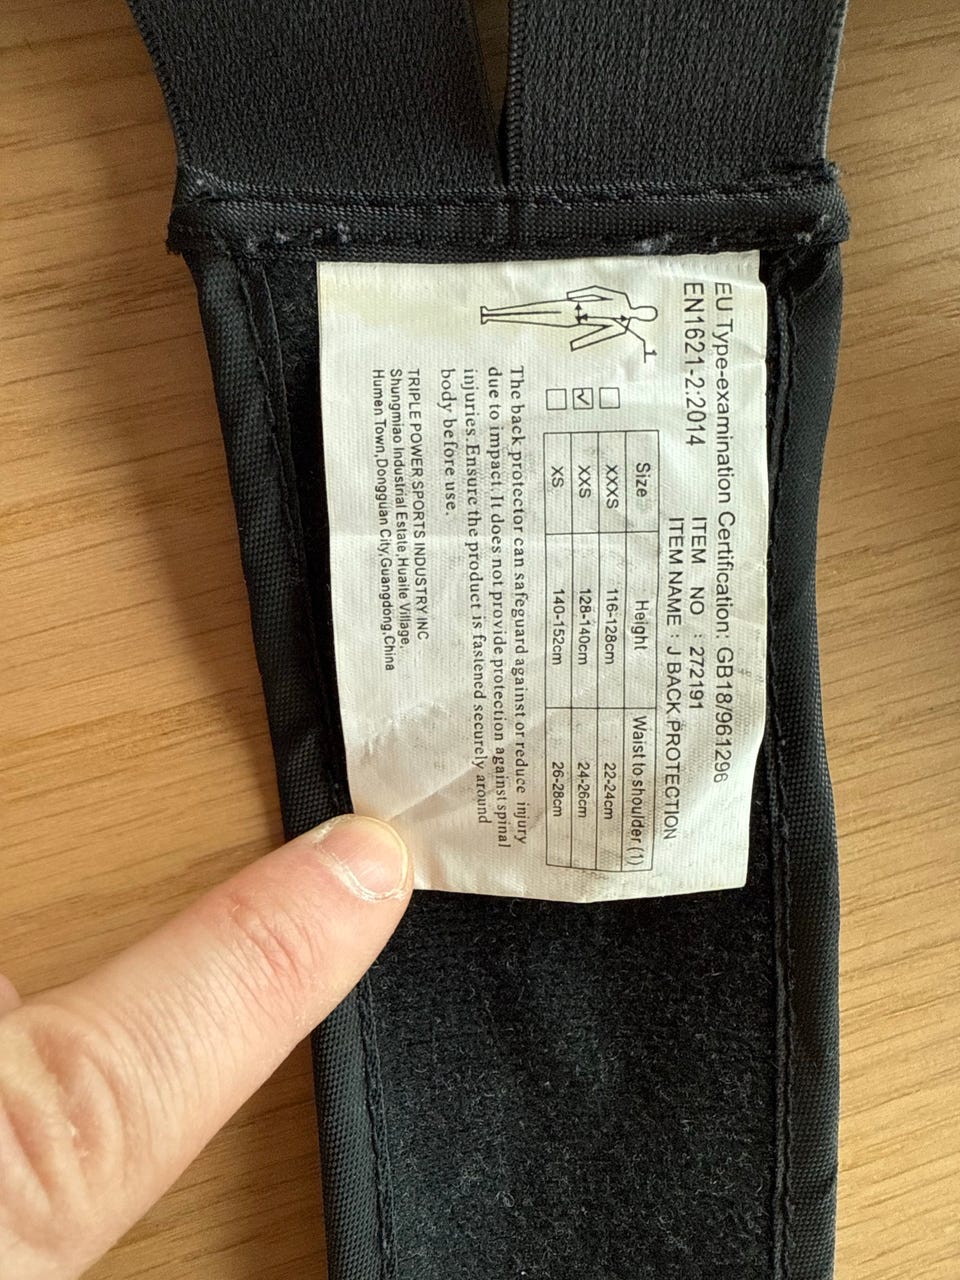 EU Type-examination Certification: GB18/961296
EN1621-2:2014
ITEM NO : 272191
ITEM NAME : J BACK PROTECTION
1
Size Height Waist to shoulder (1)
XXXS 116-128cm 22-24cm
XXS 128-140cm 24-26cm
XS 140-152cm 26-28cm
The back protector can safeguard against or reduce injury
due to impact. It does not provide protection against spinal
injuries.Ensure the product is fastened securely around
body before use.
TRIPLE POWER SPORTS INDUSTRY INC.
Shungmiao Industrial Estate,Huaile Village,
Humen Town,Dongguan City,Guangdong,China